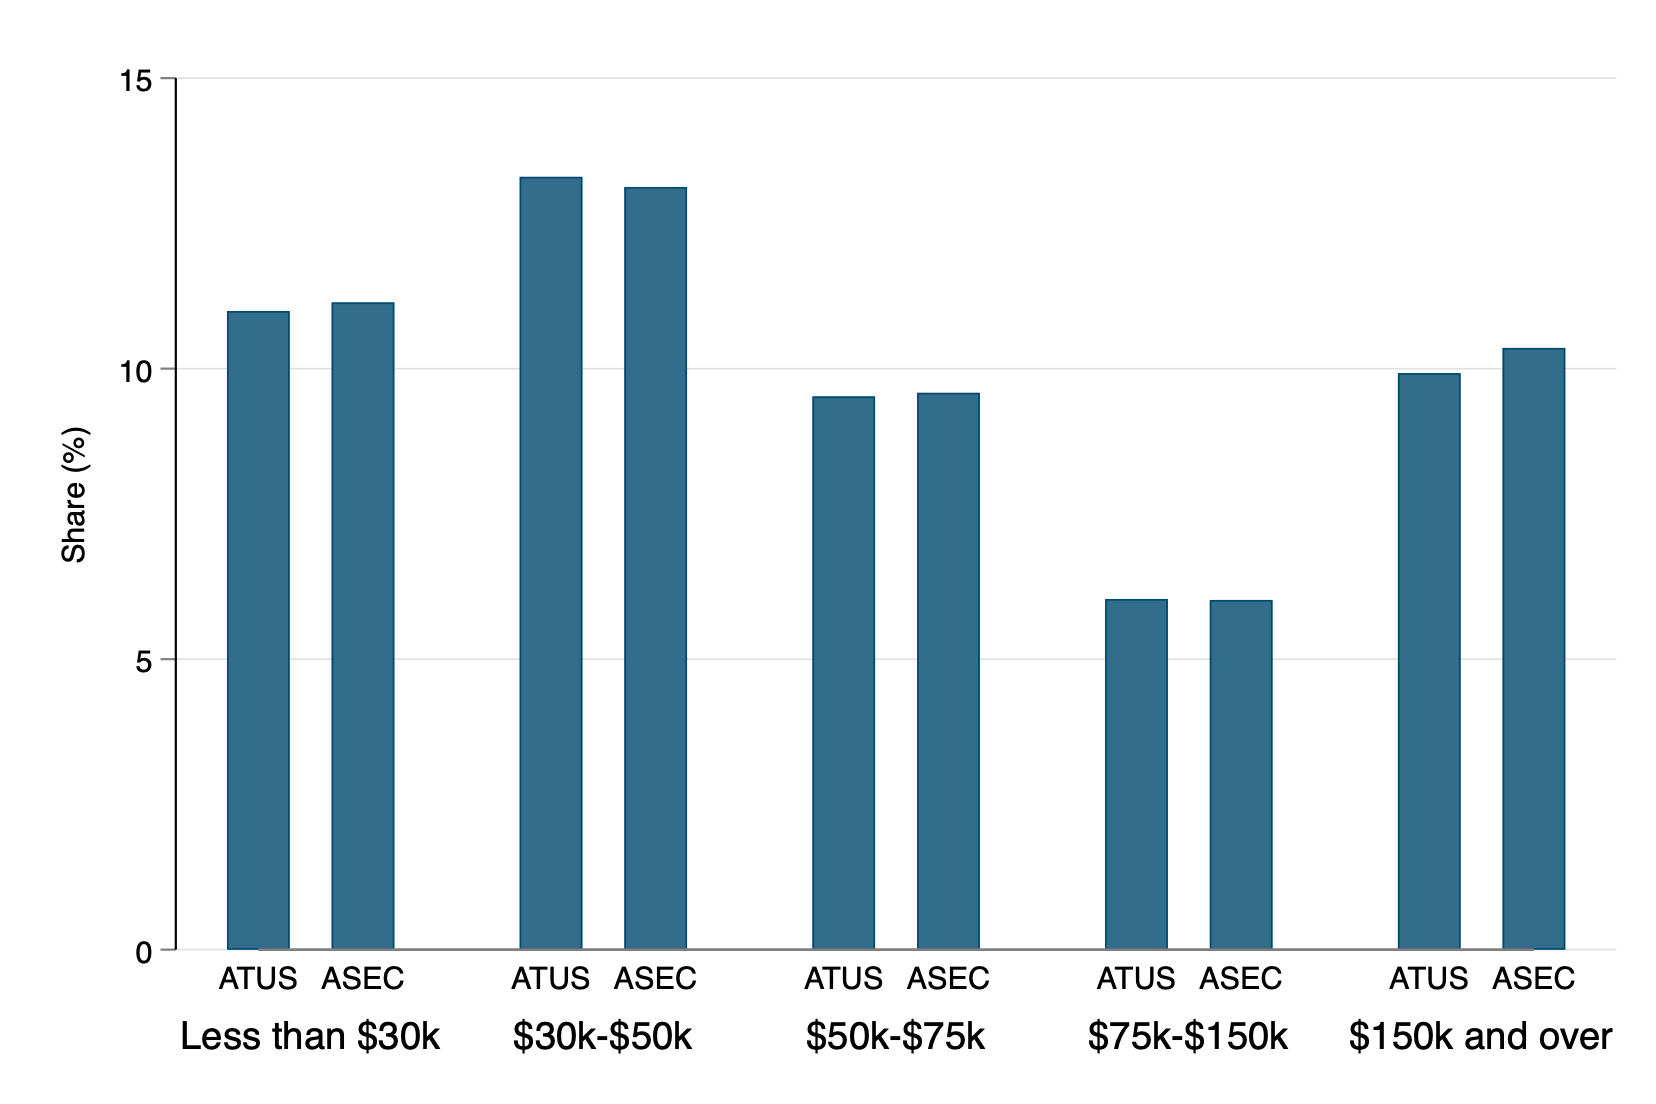 15
10
5
0
Share (%)
ATUS ASEC ATUS ASEC ATUS ASEC ATUS ASEC ATUS ASEC
Less than $30k $30k-$50k $50k-$75k $75k-$150k $150k and over